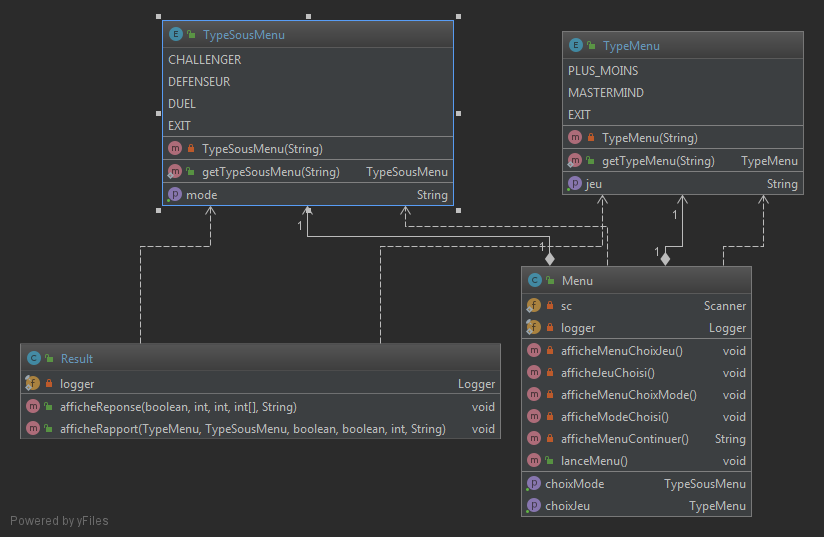 TypeSousMenu
CHALLENGER
DEFENSEUR
DUEL
EXIT
TypeSousMenu(String)
getTypeSousMenu(String) TypeSousMenu
mode String
TypeMenu
PLUS_MOINS
MASTERMIND
EXIT
TypeMenu(String)
getTypeMenu(String) TypeMenu
jeu String
1
1
1
1
Menu
sc Scanner
logger Logger
afficheMenuChoixJeu() void
afficheJeuChoisi() void
afficheMenuChoixMode() void
afficheModeChoisi() void
afficheMenuContinuer() String
lanceMenu() void
choixMode TypeSousMenu
choixJeu TypeMenu
Result
logger Logger
afficheReponse(boolean, int, int, int[], String) void
afficheRapport(TypeMenu, TypeSousMenu, boolean, boolean, int, String) void
Powered by yFiles